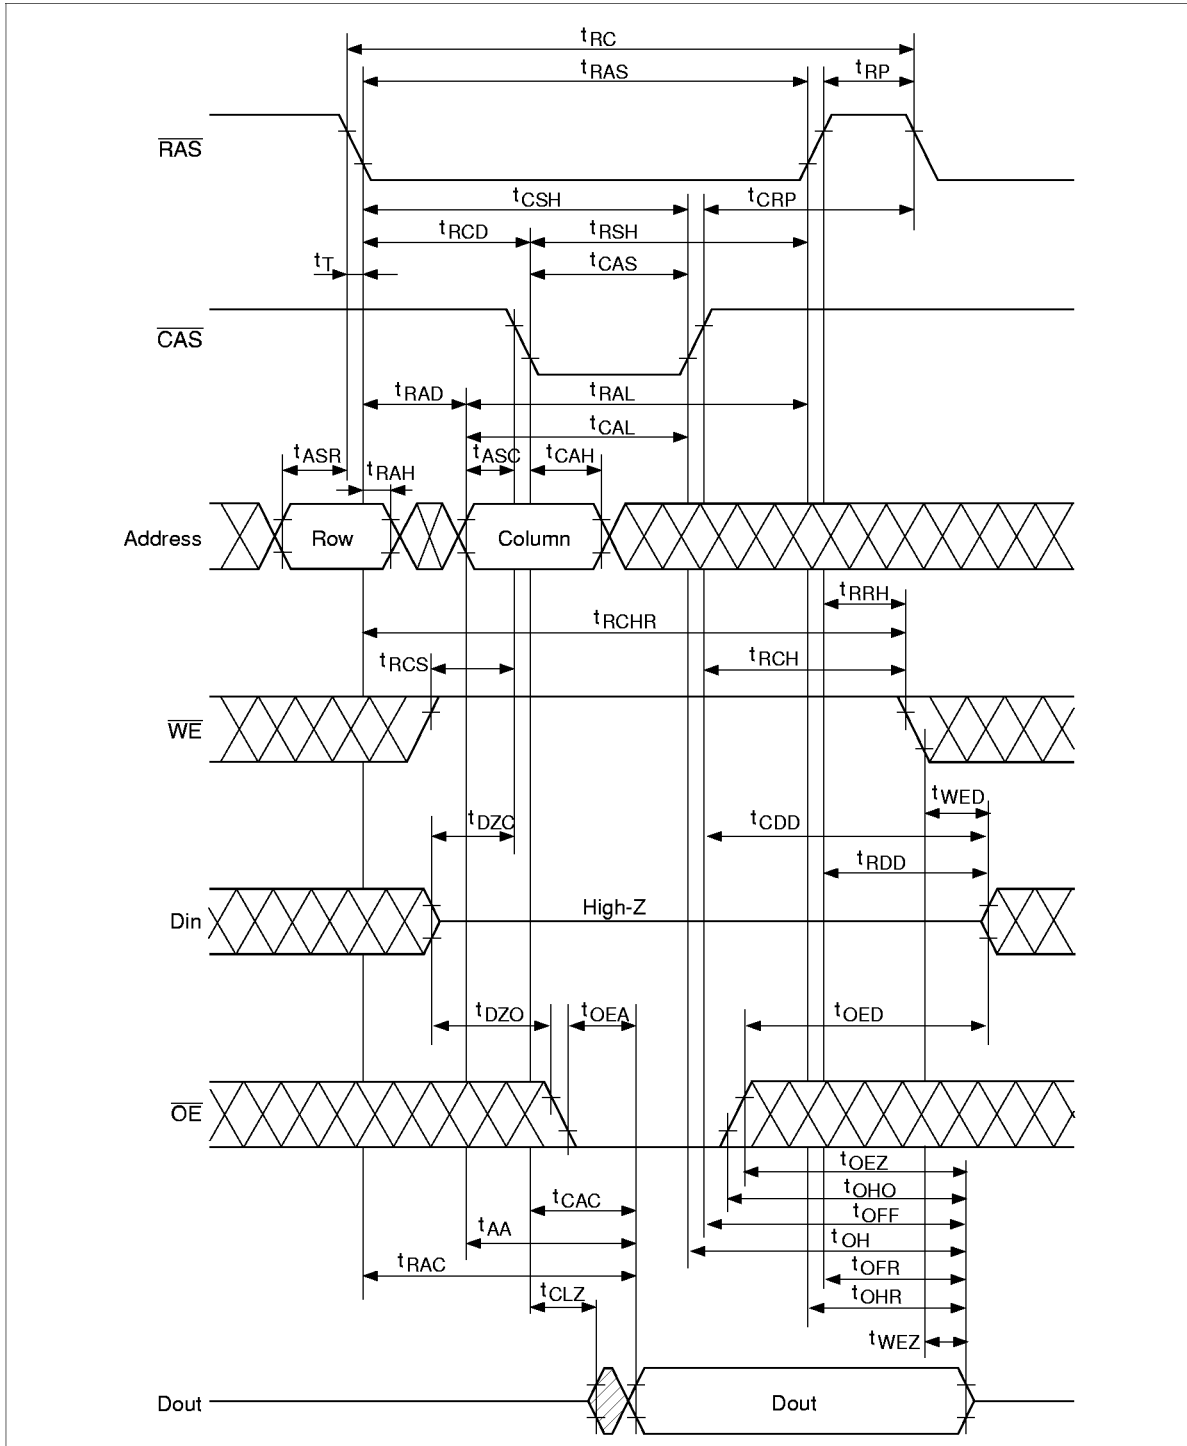 tRC
tRAS tRP
RAS
tCSH tCRP
tRCD tRSH
tT tCAS
CAS
tRAD tRAL
tCAL
tASR tASC tCAH
tRAH
Address Row Column
tRRH
tRCHR
tRCS tRCH
WE
tWED
tDZC tCDD
tRDD
High-Z
Din
tDZO tOEA tOED
OE
tOEZ
tOHO
tCAC
tOFF
tAA
tOH
tRAC tOFR
tCLZ tOHR
tWEZ
Dout Dout